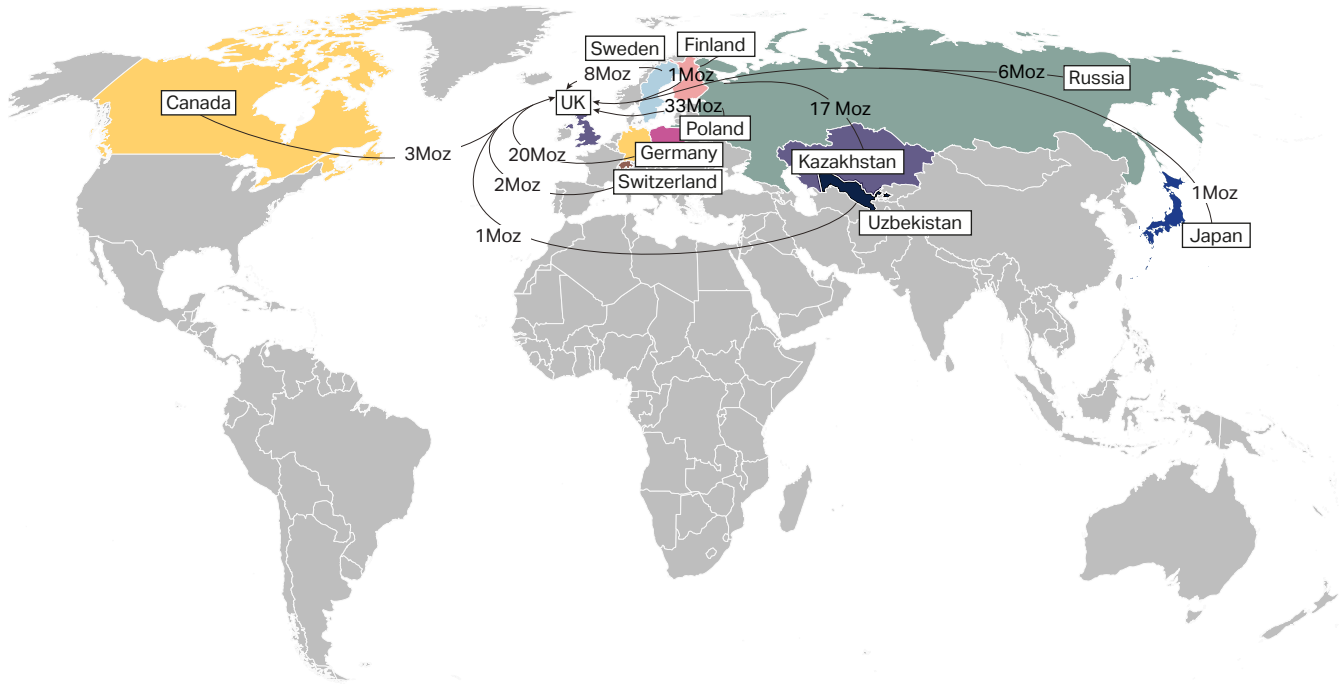 Finland
Sweden
8Moz
1Moz
6Moz
Russia
Canada
UK
33Moz
17 Moz
Poland
3Moz
20Moz
Germany
Kazakhstan
2Moz
Switzerland
1Moz
Uzbekistan
1Moz
Japan